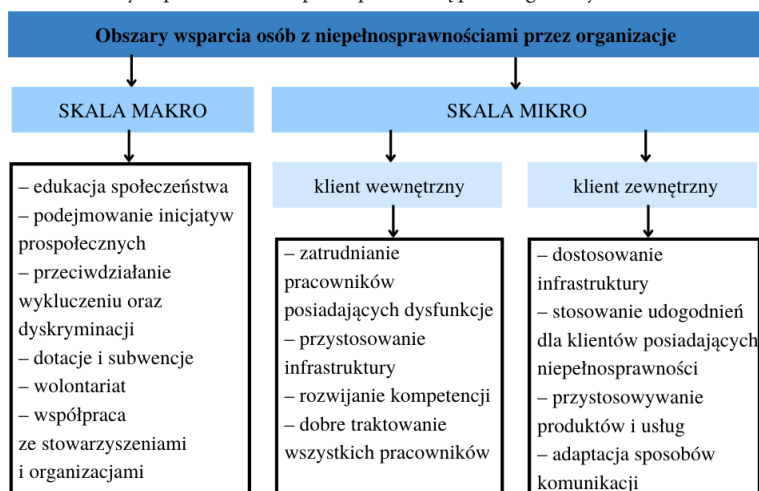 Obszary wsparcia osób z niepełnosprawnościami przez organizacje
SKALA MAKRO
– edukacja społeczeństwa
– podejmowanie inicjatyw
prospołecznych
– przeciwdziałanie
wykluczeniu oraz
dyskryminacji
– dotacje i subwencje
– wolontariat
– współpraca
ze stowarzyszeniami
i organizacjami
SKALA MIKRO
klient wewnętrzny
– zatrudnianie
pracowników
posiadających dysfunkcje
– przystosowanie
infrastruktury
– rozwijanie kompetencji
– dobre traktowanie
wszystkich pracowników
klient zewnętrzny
– dostosowanie
infrastruktury
– stosowanie udogodnień
dla klientów posiadających
niepełnosprawności
– przystosowywanie
produktów i usług
– adaptacja sposobów
komunikacji